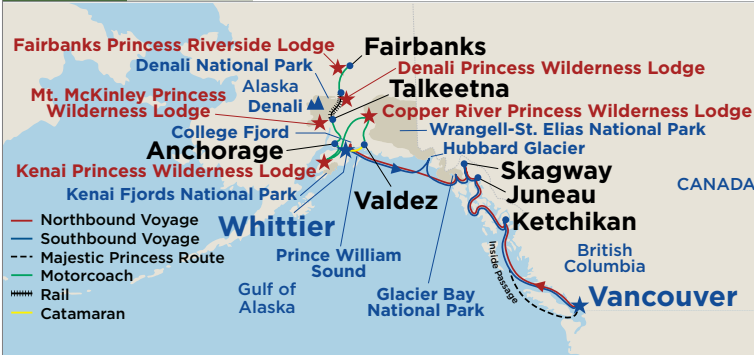 Fairbanks Princess Riverside Lodge
Fairbanks
Denali National Park
Denali Princess Wilderness Lodge
Alaska
Talkeetna
Mt. McKinley Princess
Wilderness Lodge
Denali
Copper River Princess Wilderness Lodge
College Fjord
Wrangell-St. Elias National Park
Anchorage
Hubbard Glacier
Kenai Princess Wilderness Lodge
Skagway
Kenai Fjords National Park
Valdez
Juneau
CANADA
Whittier
Ketchikan
Northbound Voyage
Southbound Voyage
Majestic Princess Route
Motorcoach
Rail
Catamaran
Prince William
Sound
Gulf of
Alaska
Glacier Bay
National Park
Inside Passage
British
Columbia
Vancouver